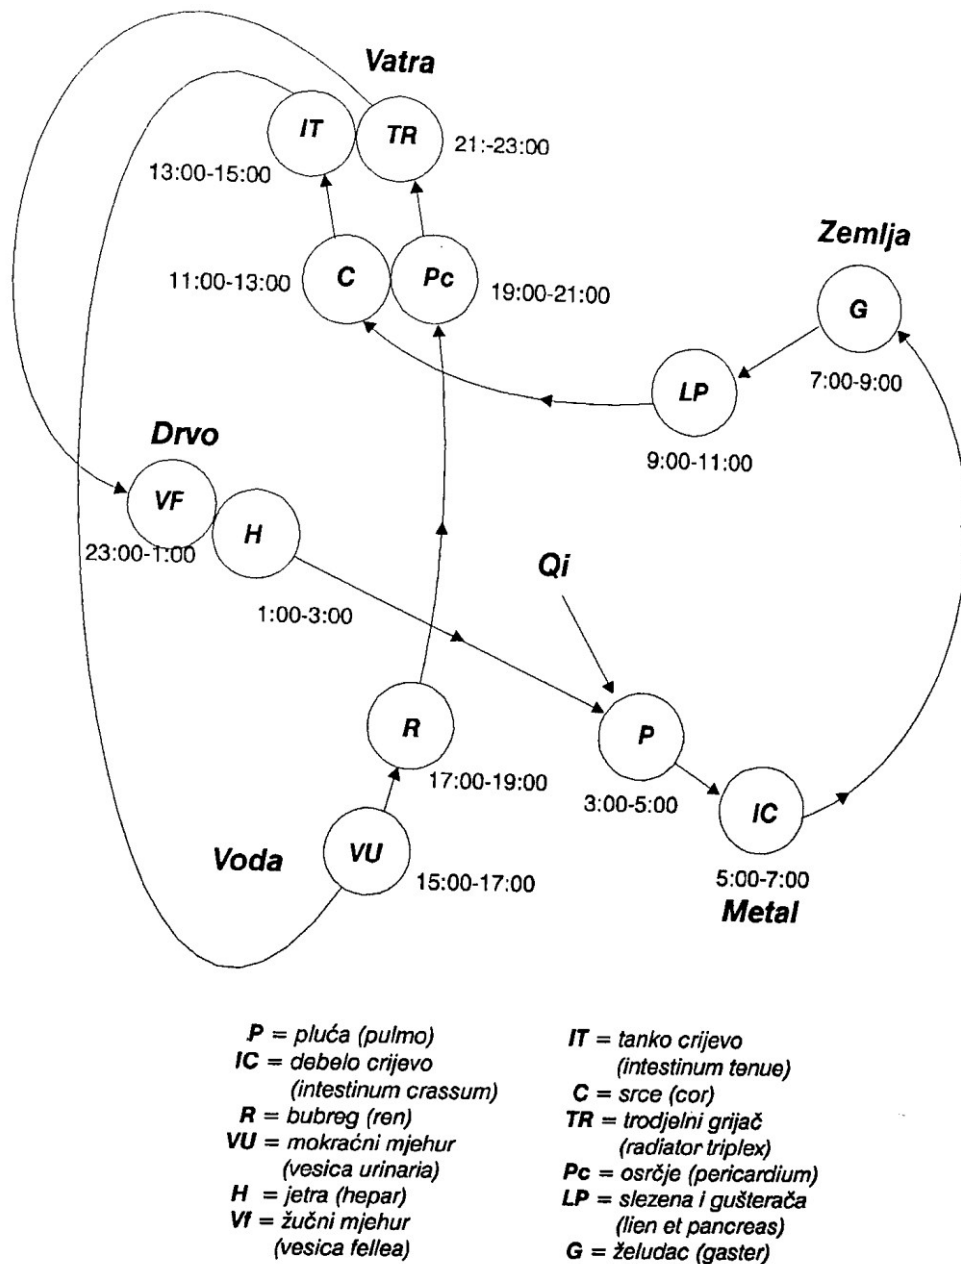 Vatra
IT
TR
21:-23:00
13:00-15:00
Zemlja
11:00-13:00
C
Pc
19:00-21:00
G
7:00-9:00
LP
9:00-11:00
Drvo
VF
H
23:00-1:00
1:00-3:00
Qi
R
P
17:00-19:00
3:00-5:00
IC
Voda
VU
15:00-17:00
5:00-7:00
Metal
P = pluća (pulmo)
IC = debelo crijevo
(intestinum crassum)
R = bubreg (ren)
VU = mokraćni mjehur
(vesica urinaria)
H = jetra (hepar)
Vf = žučni mjehur
(vesica fellea)
IT = tanko crijevo
(intestinum tenue)
C = srce (cor)
TR = trodjelni grijač
(radiator triplex)
Pc = osrčje (pericardium)
LP = slezena i gušterača
(lien et pancreas)
G = želudac (gaster)